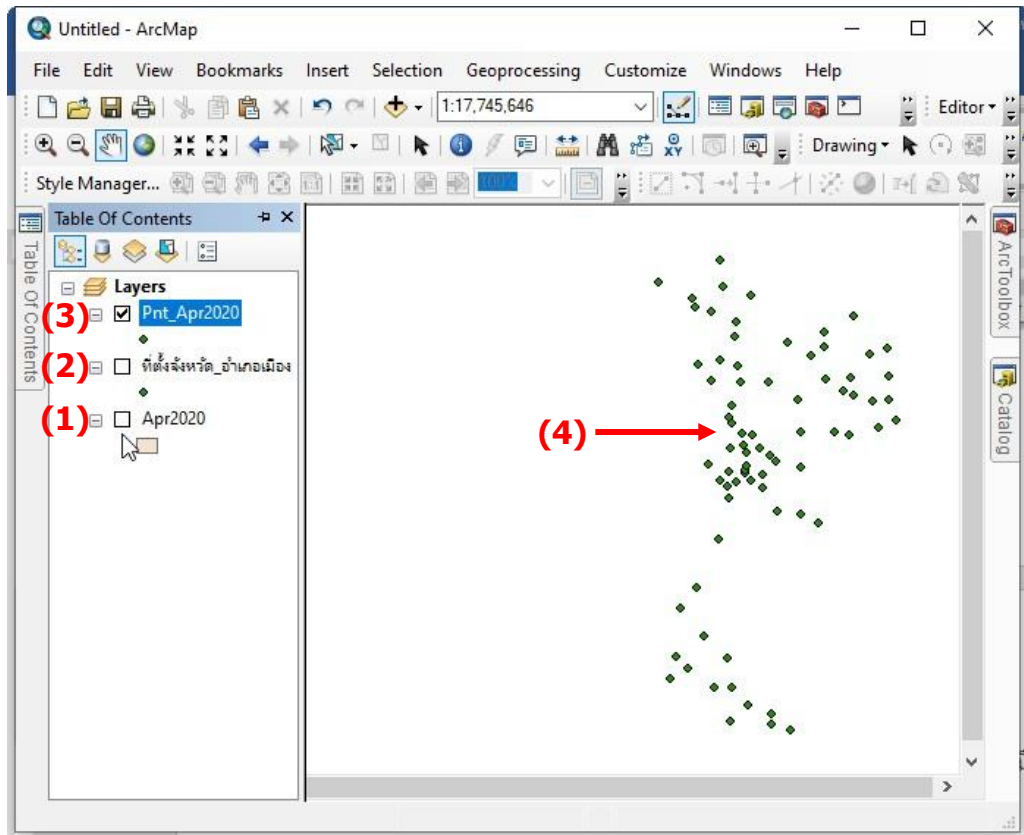 Untitled - ArcMap
File Edit View Bookmarks Insert Selection Geoprocessing Customize Windows Help
1:17,745,646
Editor
Drawing
Style Manager...
100%
Table Of Contents
Table Of Contents
Layers
(3) Pnt_Apr2020
(2) ที่ตั้งจังหวัด_อำเภอเมือง
(1) Apr2020
(4)
ArcToolbox
Catalog